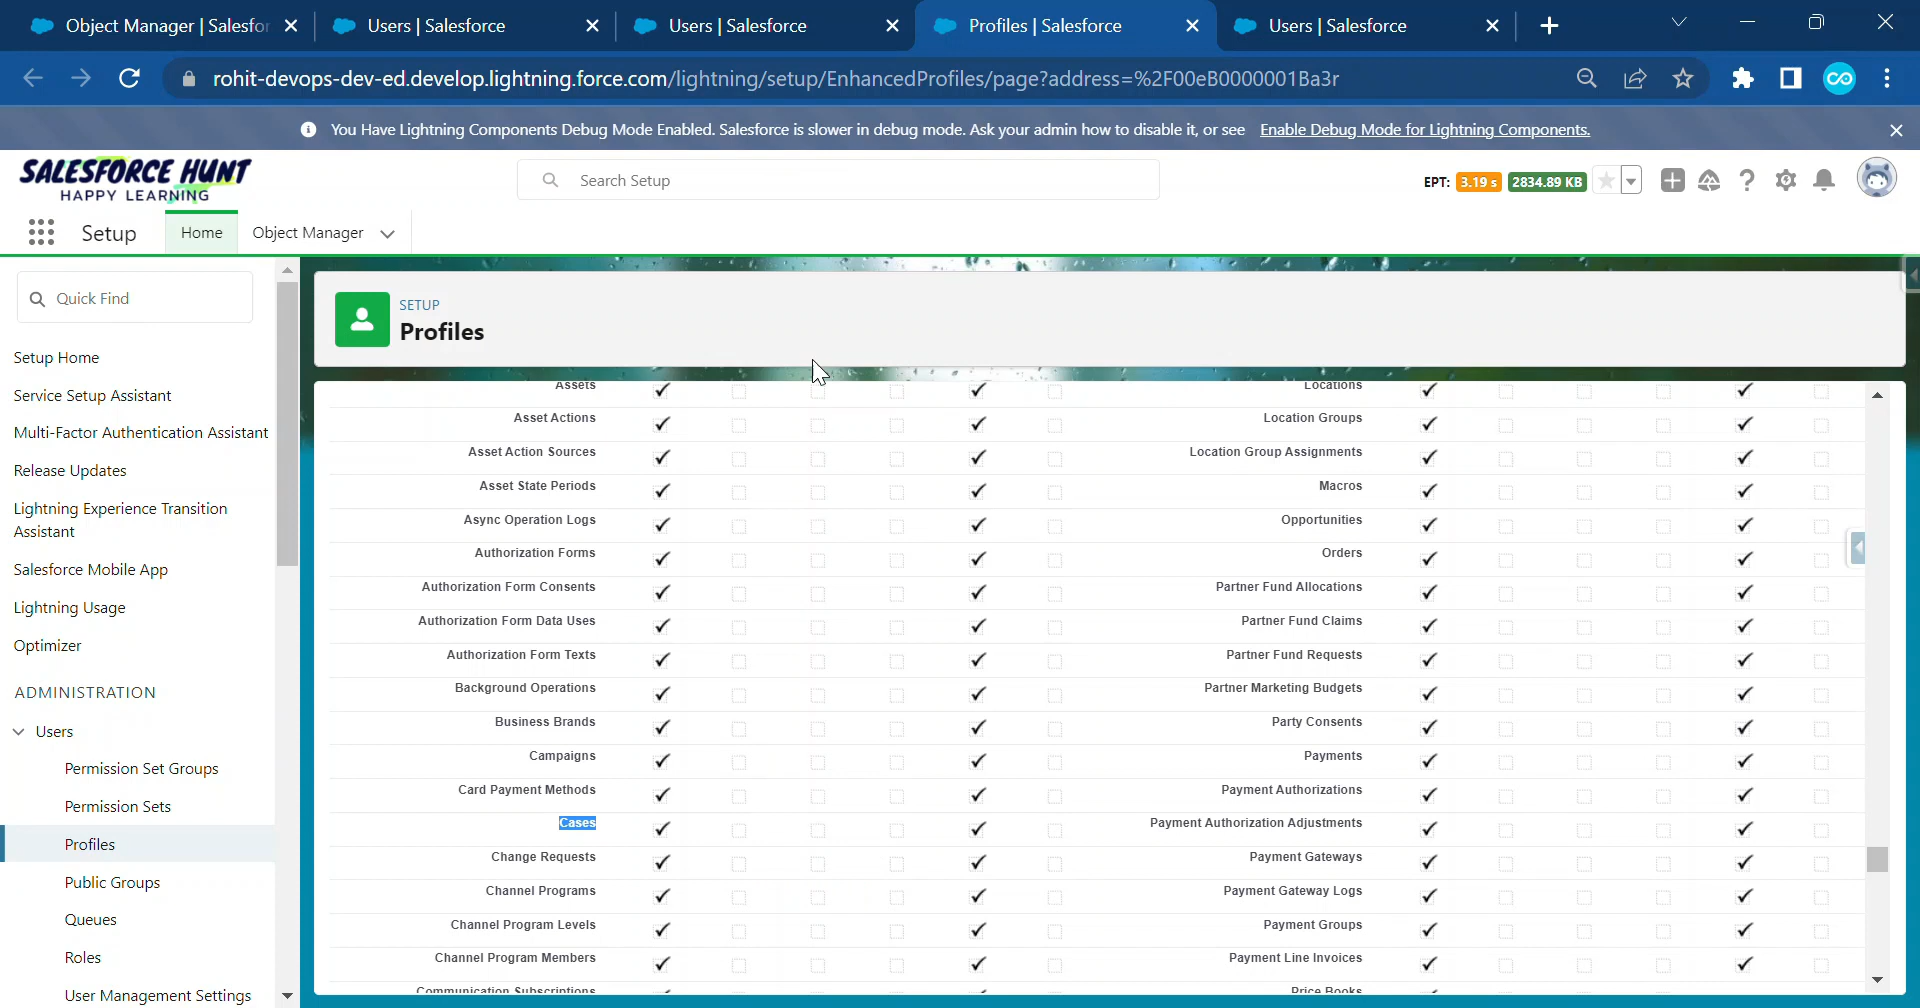 Object Manager | Salesfor
Users | Salesforce
Users | Salesforce
Profiles | Salesforce
Users | Salesforce
rohit-devops-dev-ed.develop.lightning.force.com/lightning/setup/EnhancedProfiles/page?address=%2F00eB0000001Ba3r
You Have Lightning Components Debug Mode Enabled. Salesforce is slower in debug mode. Ask your admin how to disable it, or see Enable Debug Mode for Lightning Components.
SALESFORCE HUNT
HAPPY LEARNING
Search Setup
EPT: 3.19 s 2834.89 KB
Setup
Home
Object Manager
Quick Find
Setup Home
Service Setup Assistant
Multi-Factor Authentication Assistant
Release Updates
Lightning Experience Transition
Assistant
Salesforce Mobile App
Lightning Usage
Optimizer
ADMINISTRATION
Users
Permission Set Groups
Permission Sets
Profiles
Public Groups
Queues
Roles
User Management Settings
SETUP
Profiles
Assets
Locations
Asset Actions
Location Groups
Asset Action Sources
Location Group Assignments
Asset State Periods
Macros
Async Operation Logs
Opportunities
Authorization Forms
Orders
Authorization Form Consents
Partner Fund Allocations
Authorization Form Data Uses
Partner Fund Claims
Authorization Form Texts
Partner Fund Requests
Background Operations
Partner Marketing Budgets
Business Brands
Party Consents
Campaigns
Payments
Card Payment Methods
Payment Authorizations
Cases
Payment Authorization Adjustments
Change Requests
Payment Gateways
Channel Programs
Payment Gateway Logs
Channel Program Levels
Payment Groups
Channel Program Members
Payment Line Invoices
Communication Subscriptions
Price Books